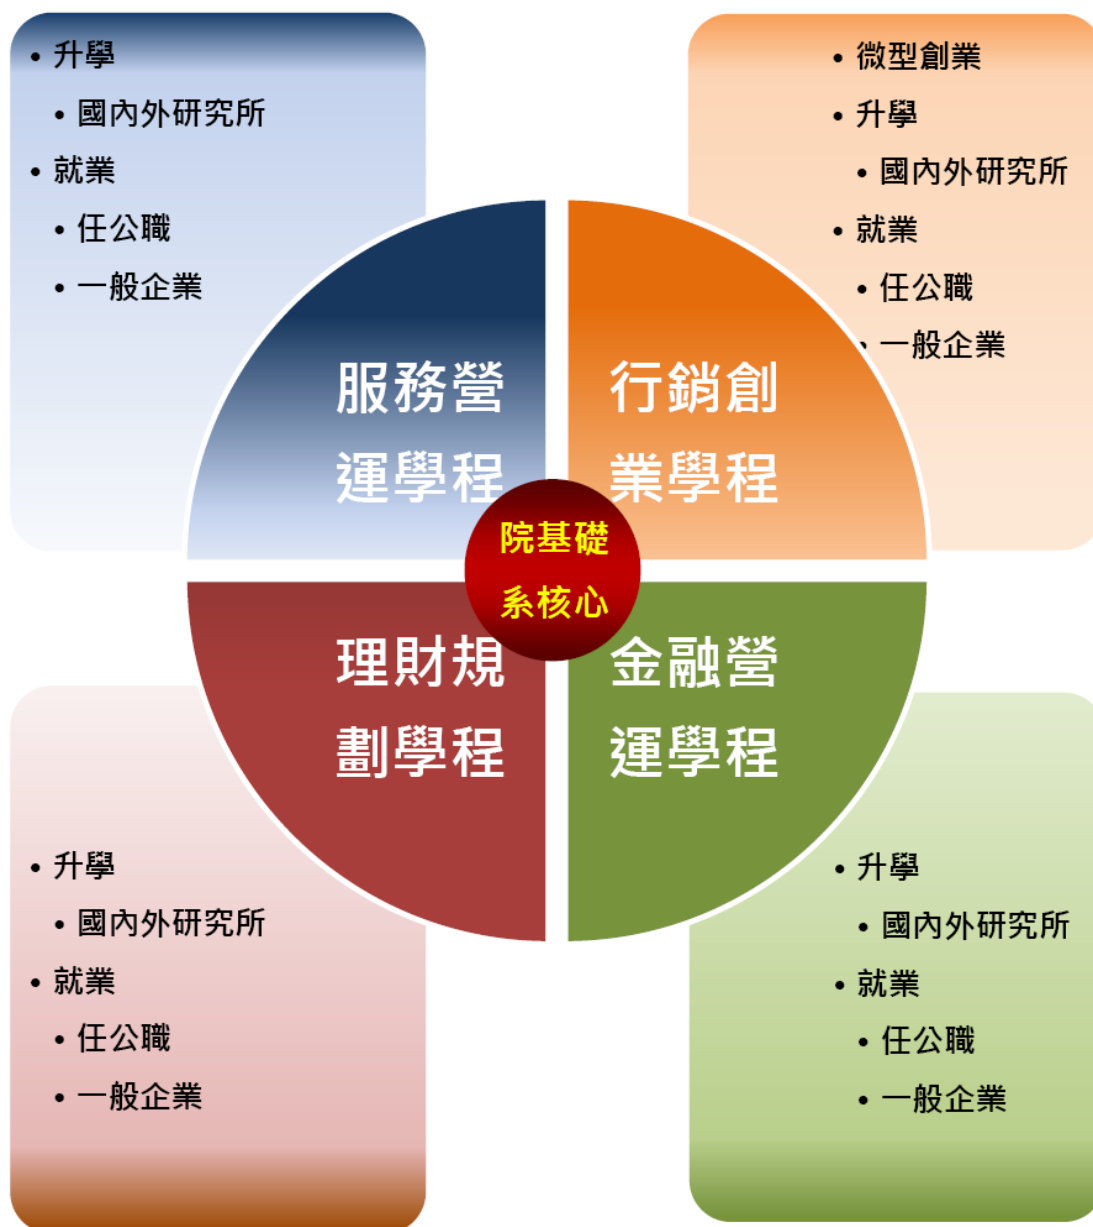 • 升學
• 國內外研究所
• 就業
• 任公職
• 一般企業
• 微型創業
• 升學
• 國內外研究所
• 就業
• 任公職
• 一般企業
服務營
運學程
行銷創
業學程
院基礎
系核心
理財規
劃學程
金融營
運學程
• 升學
• 國內外研究所
• 就業
• 任公職
• 一般企業
• 升學
• 國內外研究所
• 就業
• 任公職
• 一般企業